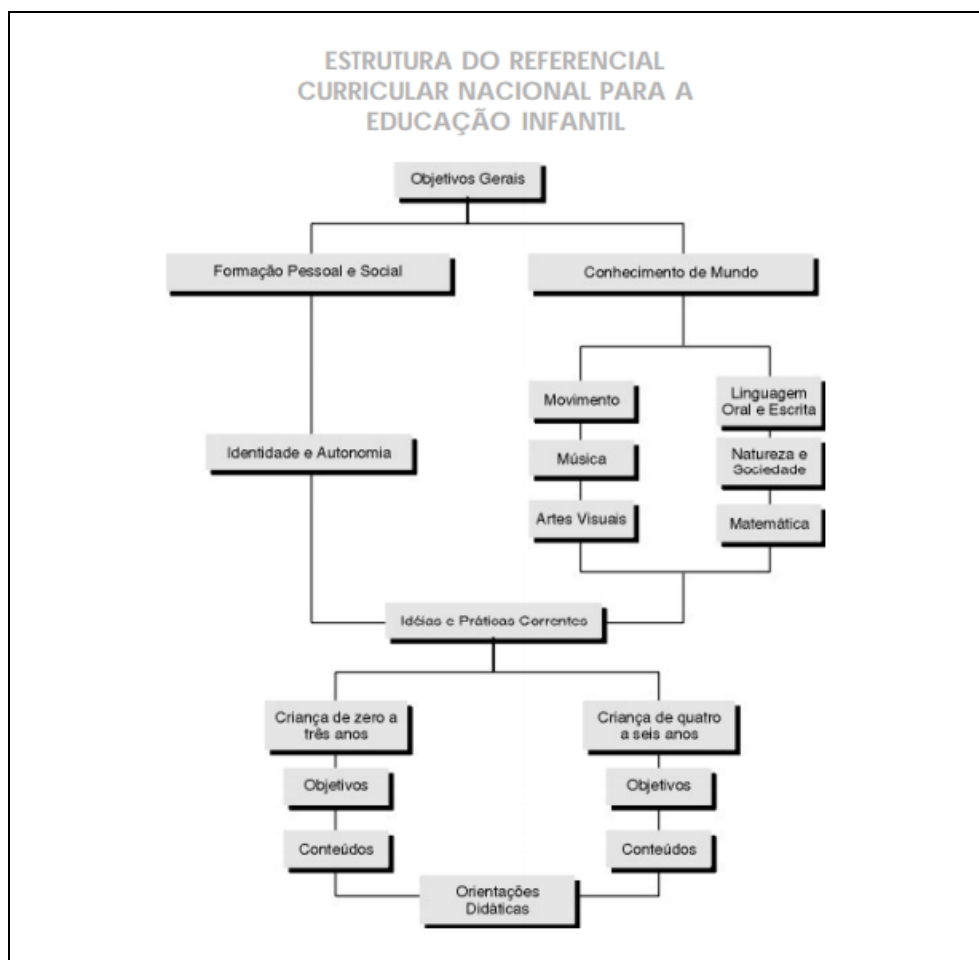 ESTRUTURA DO REFERENCIAL
CURRICULAR NACIONAL PARA A
EDUCAÇÃO INFANTIL
Objetivos Gerais
Formação Pessoal e Social
Conhecimento de Mundo
Identidade e Autonomia
Movimento
Música
Artes Visuais
Linguagem
Oral e Escrita
Natureza e
Sociedade
Matemática
Idéias e Práticas Correntes
Criança de zero a
três anos
Objetivos
Conteúdos
Criança de quatro
a seis anos
Objetivos
Conteúdos
Orientações
Didáticas